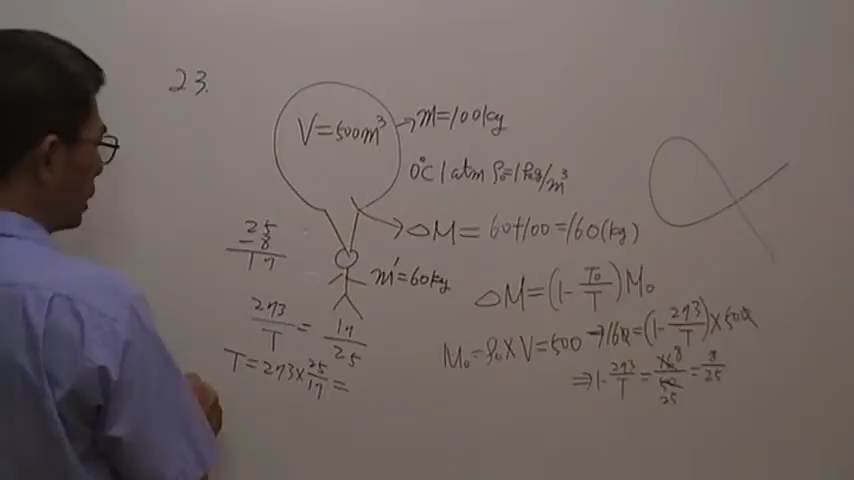 23.
V=500m³
m=100kg
0°C 1atm ρ₀=1kg/m³
ΔM=60+100=160(kg)
m'=60kg
ΔM=(1-T₀/T)M₀
M₀=ρ₀×V=500→160=(1-273/T)×500
⇒1-273/T=16/50=8/25
25
-8
17
273/T=17/25
T=273×25/17=